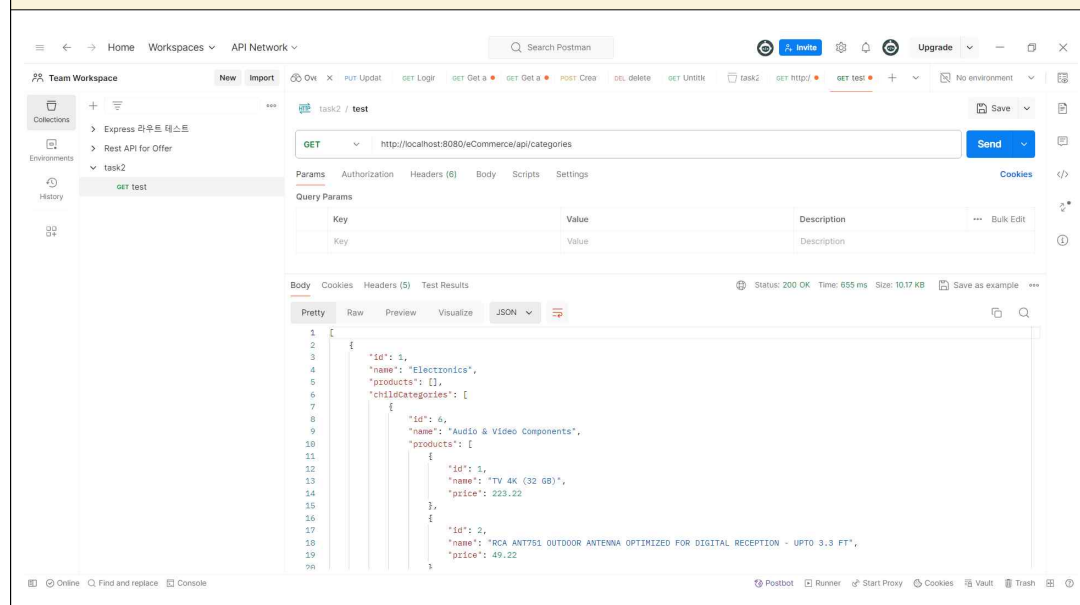 Home Workspaces API Network Search Postman Invite Upgrade
Team Workspace New Import Ove PUT Updat GET Logir GET Get a GET Get a POST Crea DEL delete GET Untitle task2 GET http:/ GET test No environment
Collections
Environments
History
Express 라우트 테스트
Rest API for Offer
task2
GET test
HTTP task2 / test Save
GET http://localhost:8080/eCommerce/api/categories Send
Params Authorization Headers (6) Body Scripts Settings Cookies
Query Params
Key Value Description Bulk Edit
Key Value Description
Body Cookies Headers (5) Test Results Status: 200 OK Time: 655 ms Size: 10.17 KB Save as example
Pretty Raw Preview Visualize JSON
1 [
2 {
3 "id": 1,
4 "name": "Electronics",
5 "products": [],
6 "childCategories": [
7 {
8 "id": 6,
9 "name": "Audio & Video Components",
10 "products": [
11 {
12 "id": 1,
13 "name": "TV 4K (32 GB)",
14 "price": 223.22
15 },
16 {
17 "id": 2,
18 "name": "RCA ANT751 OUTDOOR ANTENNA OPTIMIZED FOR DIGITAL RECEPTION - UPTO 3.3 FT",
19 "price": 49.22
20 }
Online Find and replace Console Postbot Runner Start Proxy Cookies Vault Trash